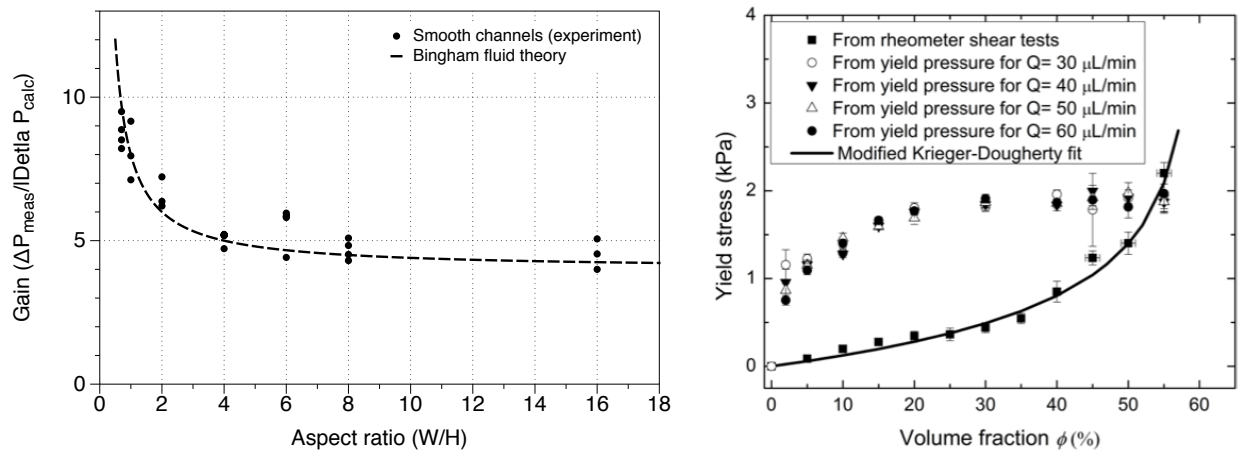 Smooth channels (experiment)
Bingham fluid theory
Gain (ΔP_meas/IDetla P_calc)
10
5
0
0 2 4 6 8 10 12 14 16 18
Aspect ratio (W/H)
From rheometer shear tests
From yield pressure for Q= 30 μL/min
From yield pressure for Q= 40 μL/min
From yield pressure for Q= 50 μL/min
From yield pressure for Q= 60 μL/min
Modified Krieger-Dougherty fit
Yield stress (kPa)
4
3
2
1
0
0 10 20 30 40 50 60
Volume fraction ϕ (%)